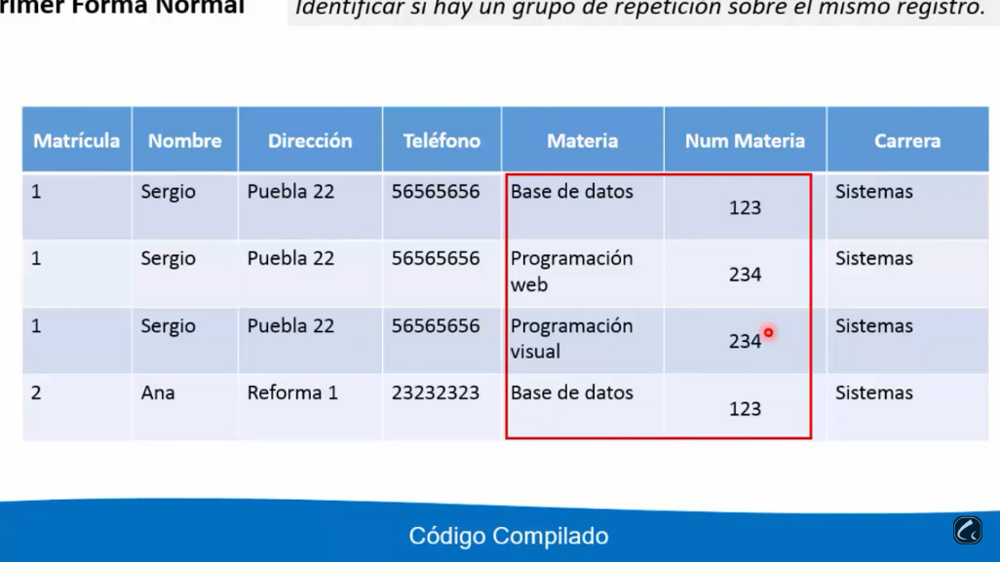 Primer Forma Normal
Identificar si hay un grupo de repetición sobre el mismo registro.
Matrícula Nombre Dirección Teléfono Materia Num Materia Carrera
1 Sergio Puebla 22 56565656 Base de datos 123 Sistemas
1 Sergio Puebla 22 56565656 Programación web 234 Sistemas
1 Sergio Puebla 22 56565656 Programación visual 234 Sistemas
2 Ana Reforma 1 23232323 Base de datos 123 Sistemas
Código Compilado